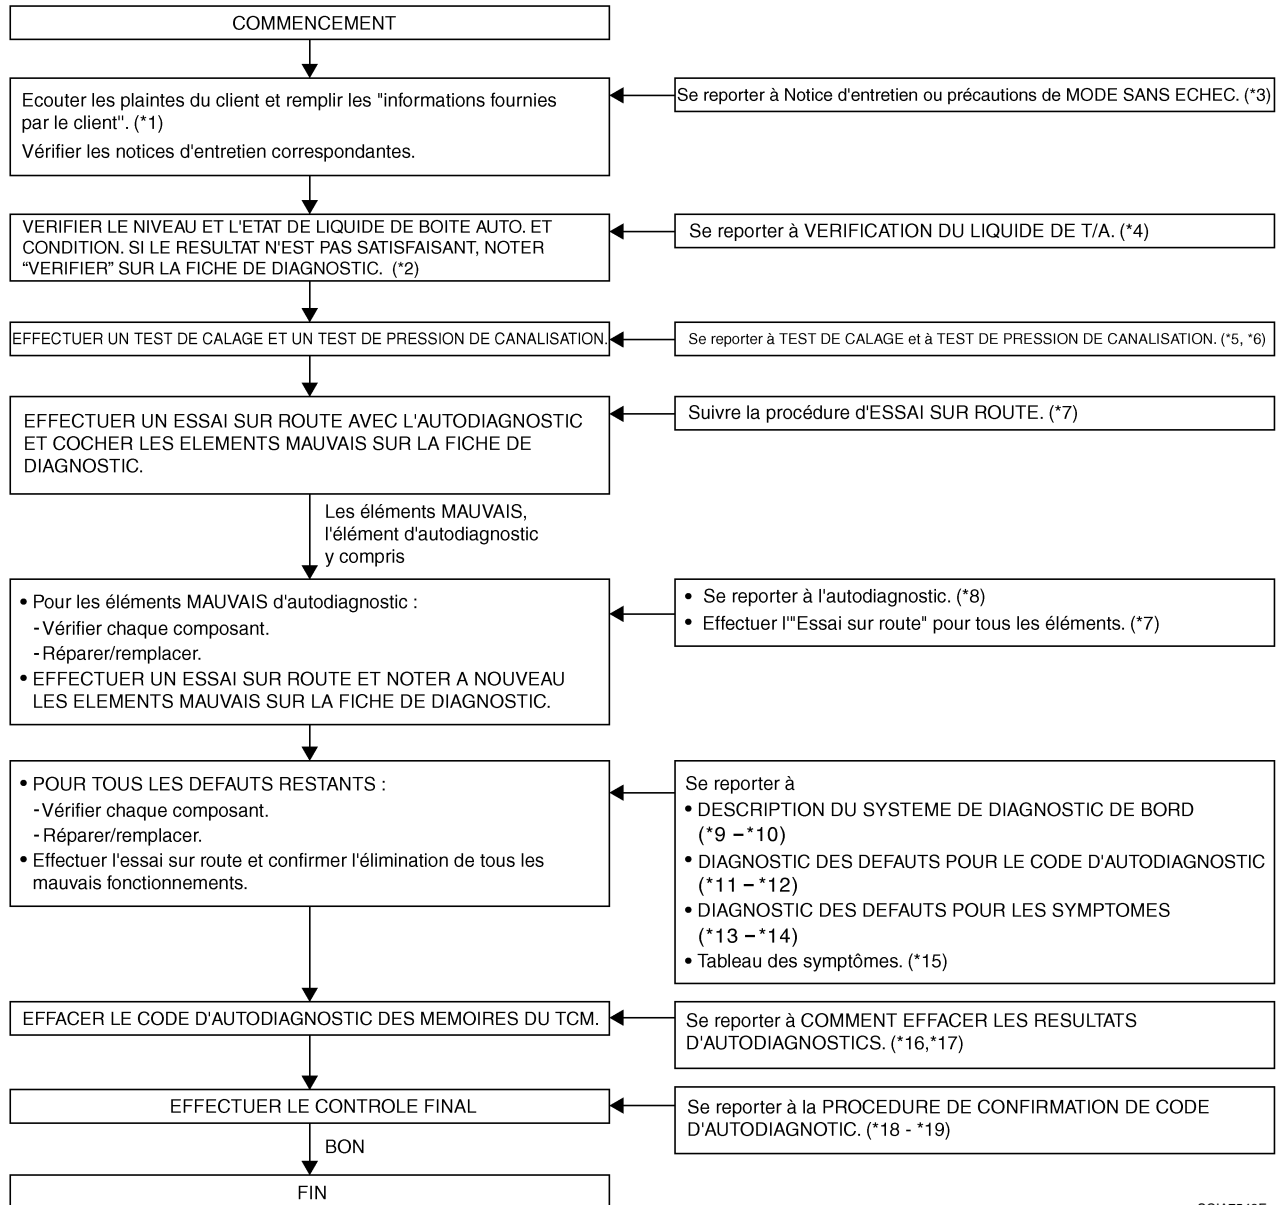 COMMENCEMENT
Ecouter les plaintes du client et remplir les "informations fournies
par le client". (*1)
Vérifier les notices d'entretien correspondantes.
Se reporter à Notice d'entretien ou précautions de MODE SANS ECHEC. (*3)
VERIFIER LE NIVEAU ET L'ETAT DE LIQUIDE DE BOITE AUTO. ET
CONDITION. SI LE RESULTAT N'EST PAS SATISFAISANT, NOTER
“VERIFIER” SUR LA FICHE DE DIAGNOSTIC. (*2)
Se reporter à VERIFICATION DU LIQUIDE DE T/A. (*4)
EFFECTUER UN TEST DE CALAGE ET UN TEST DE PRESSION DE CANALISATION.
Se reporter à TEST DE CALAGE et à TEST DE PRESSION DE CANALISATION. (*5, *6)
EFFECTUER UN ESSAI SUR ROUTE AVEC L'AUTODIAGNOSTIC
ET COCHER LES ELEMENTS MAUVAIS SUR LA FICHE DE
DIAGNOSTIC.
Suivre la procédure d'ESSAI SUR ROUTE. (*7)
Les éléments MAUVAIS,
l'élément d'autodiagnostic
y compris
• Pour les éléments MAUVAIS d'autodiagnostic :
- Vérifier chaque composant.
- Réparer/remplacer.
• EFFECTUER UN ESSAI SUR ROUTE ET NOTER A NOUVEAU
LES ELEMENTS MAUVAIS SUR LA FICHE DE DIAGNOSTIC.
• Se reporter à l'autodiagnostic. (*8)
• Effectuer l'"Essai sur route" pour tous les éléments. (*7)
• POUR TOUS LES DEFAUTS RESTANTS :
- Vérifier chaque composant.
- Réparer/remplacer.
• Effectuer l'essai sur route et confirmer l'élimination de tous les
mauvais fonctionnements.
Se reporter à
• DESCRIPTION DU SYSTEME DE DIAGNOSTIC DE BORD
(*9 – *10)
• DIAGNOSTIC DES DEFAUTS POUR LE CODE D'AUTODIAGNOSTIC
(*11 – *12)
• DIAGNOSTIC DES DEFAUTS POUR LES SYMPTOMES
(*13 – *14)
• Tableau des symptômes. (*15)
EFFACER LE CODE D'AUTODIAGNOSTIC DES MEMOIRES DU TCM.
Se reporter à COMMENT EFFACER LES RESULTATS
D'AUTODIAGNOSTICS. (*16,*17)
EFFECTUER LE CONTROLE FINAL
Se reporter à la PROCEDURE DE CONFIRMATION DE CODE
D'AUTODIAGNOTIC. (*18 - *19)
BON
FIN